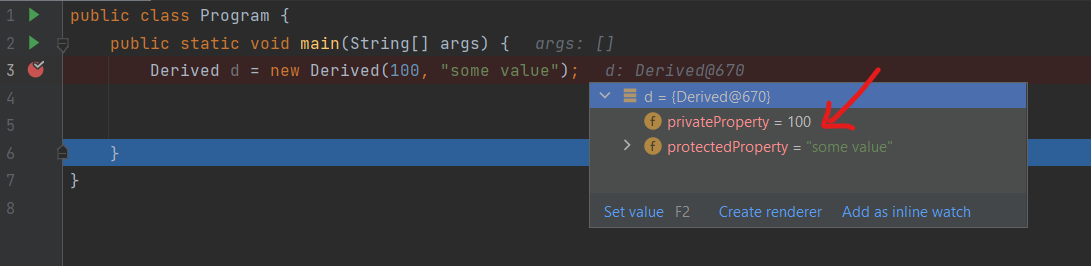 1 public class Program {
2 public static void main(String[] args) { args: []
3 Derived d = new Derived(100, "some value"); d: Derived@670
4
d = {Derived@670}
f privateProperty = 100
5
f protectedProperty = "some value"
6 }
7 }
8
Set value F2 Create renderer Add as inline watch